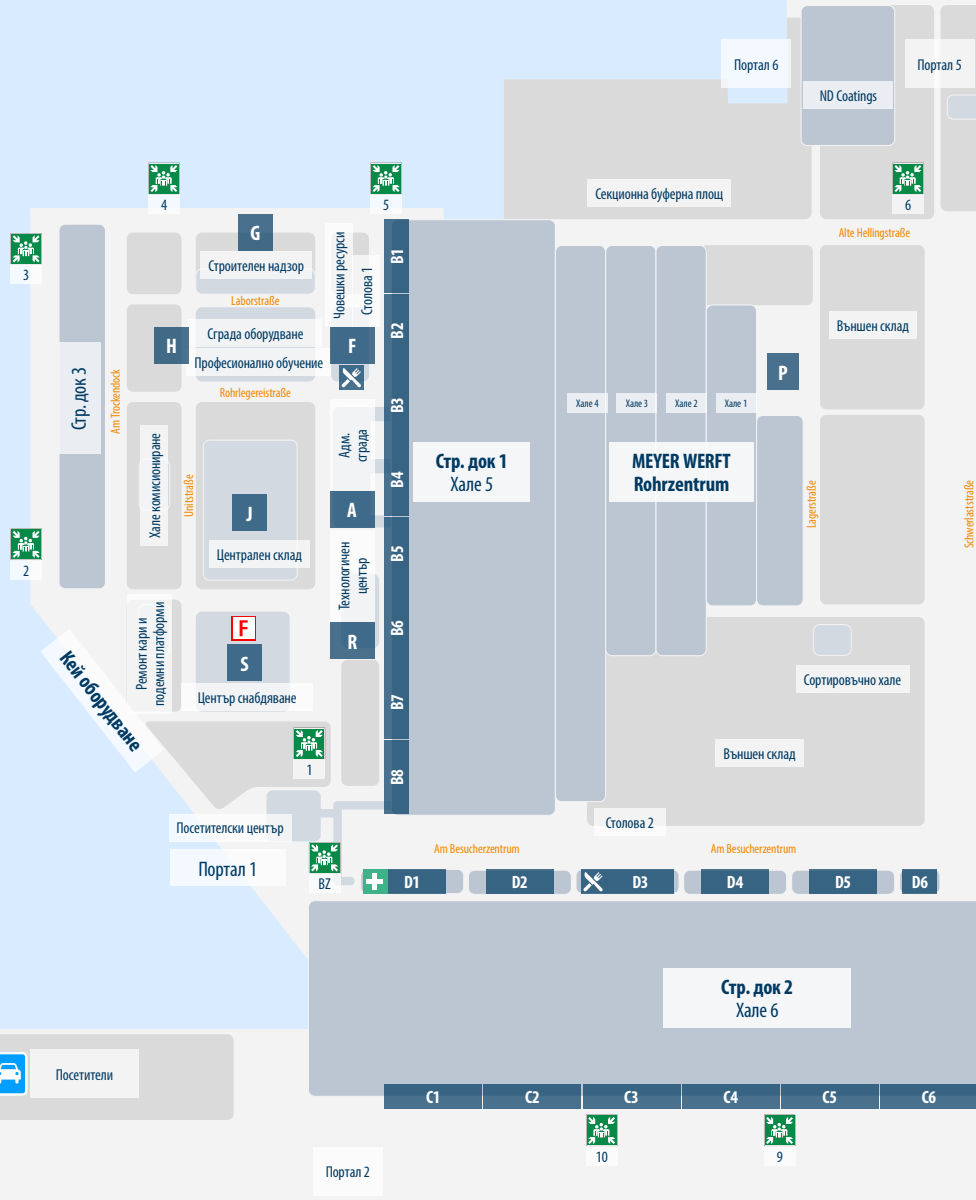 Портал 6
ND Coatings
Портал 5
4
5
Секционна буферна площ
6
3
G
Строителен надзор
Laborstraße
Човешки ресурси
Столова 1
B1
Alte Hellingstraße
H
Сграда оборудване
Професионално обучение
F
B2
Външен склад
P
Стр. док 3
Am Trockendock
Rohrlegereistraße
B3
Хале 4
Хале 3
Хале 2
Хале 1
Хале комисиониране
Unitstraße
Адм.
сграда
B4
Стр. док 1
Хале 5
MEYER WERFT
Rohrzentrum
Lagerstraße
Schwerlaststraße
J
Централен склад
A
2
Технологичен
център
B5
Ремонт кари и
подемни платформи
F
S
Център снабдяване
R
B6
Кей оборудване
Сортировъчно хале
B7
1
Външен склад
B8
Посетителски център
Столова 2
Портал 1
BZ
Am Besucherzentrum
Am Besucherzentrum
D1
D2
D3
D4
D5
D6
Стр. док 2
Хале 6
Посетители
C1
C2
C3
C4
C5
C6
10
9
Портал 2